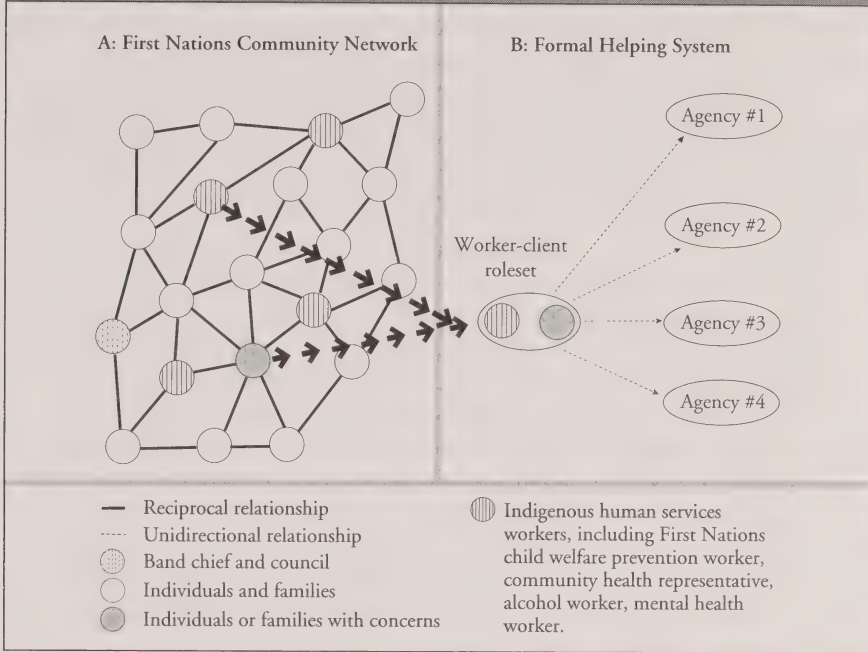 A: First Nations Community Network
B: Formal Helping System
Agency #1
Agency #2
Worker-client
roleset
Agency #3
Agency #4
Reciprocal relationship
Unidirectional relationship
Band chief and council
Individuals and families
Individuals or families with concerns
Indigenous human services
workers, including First Nations
child welfare prevention worker,
community health representative,
alcohol worker, mental health
worker.